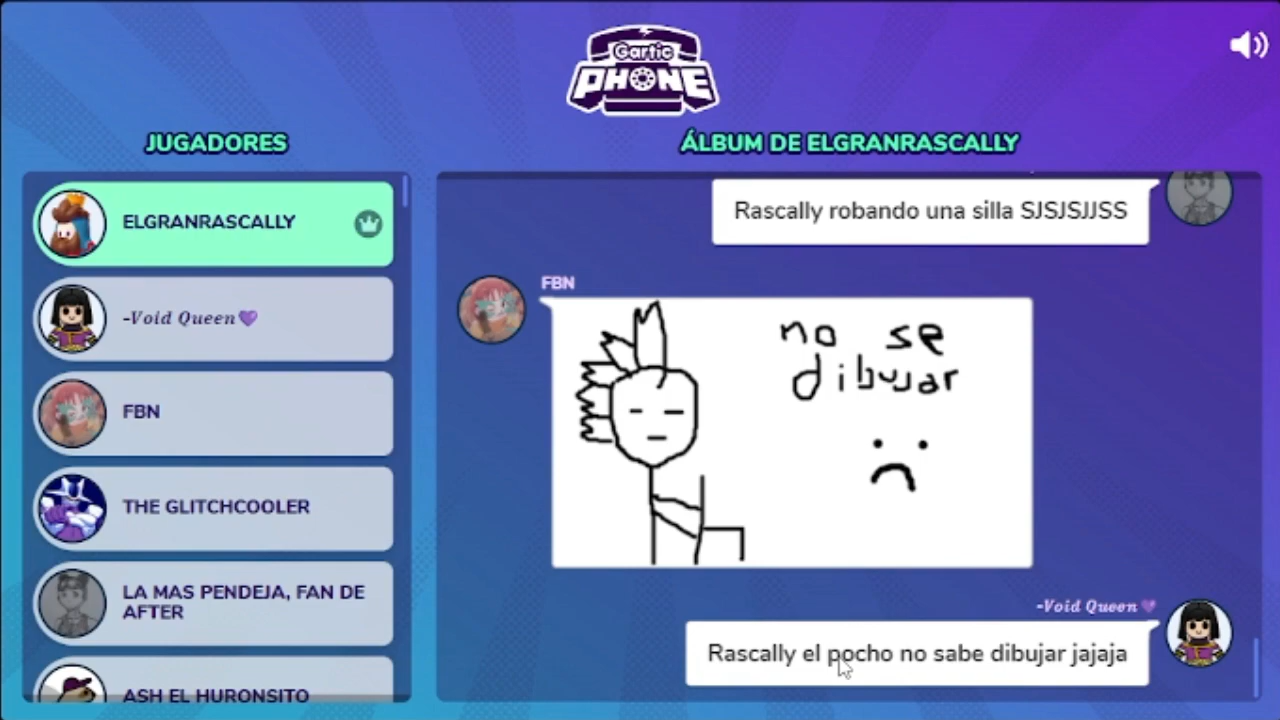 Gartic
PHONE
JUGADORES
ELGRANRASCALLY
-Void Queen💜
FBN
THE GLITCHCOOLER
LA MAS PENDEJA, FAN DE
AFTER
ASH EL HURONSITO
ÁLBUM DE ELGRANRASCALLY
Rascally robando una silla SJSJSJJSS
FBN
no se
dibujar
-Void Queen💜
Rascally el pocho no sabe dibujar jajaja